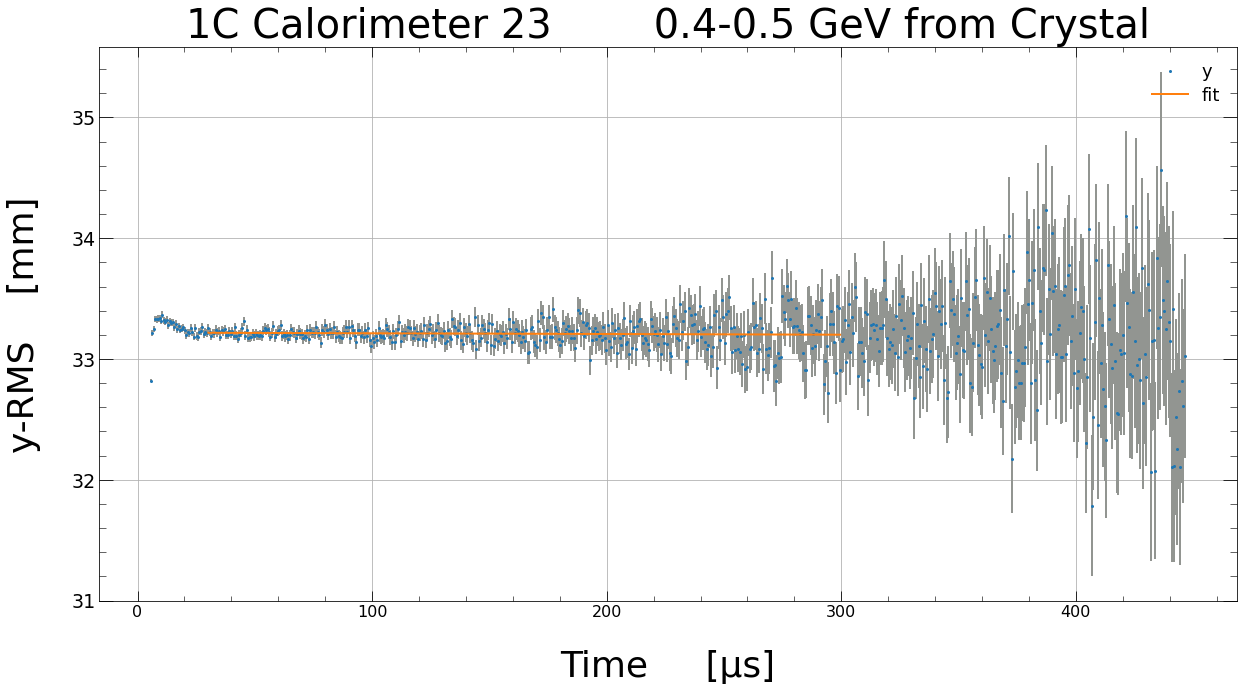 1C Calorimeter 23 0.4-0.5 GeV from Crystal
y
fit
35
34
33
32
31
y-RMS [mm]
0 100 200 300 400
Time [μs]